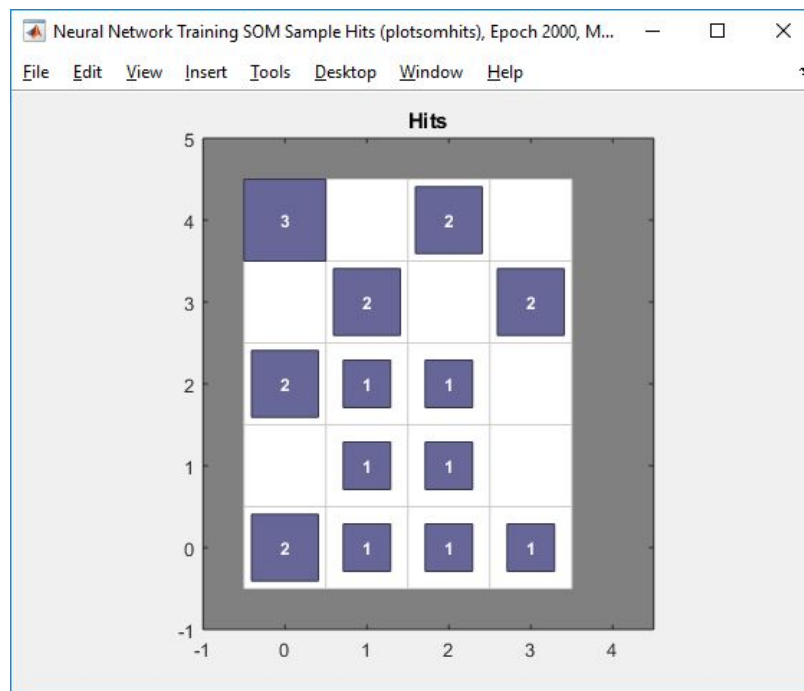 Neural Network Training SOM Sample Hits (plotsomhits), Epoch 2000, M...
File Edit View Insert Tools Desktop Window Help
Hits
5
4 3 2
3 2 2
2 2 1 1
1 1 1
0 2 1 1 1
-1
-1 0 1 2 3 4